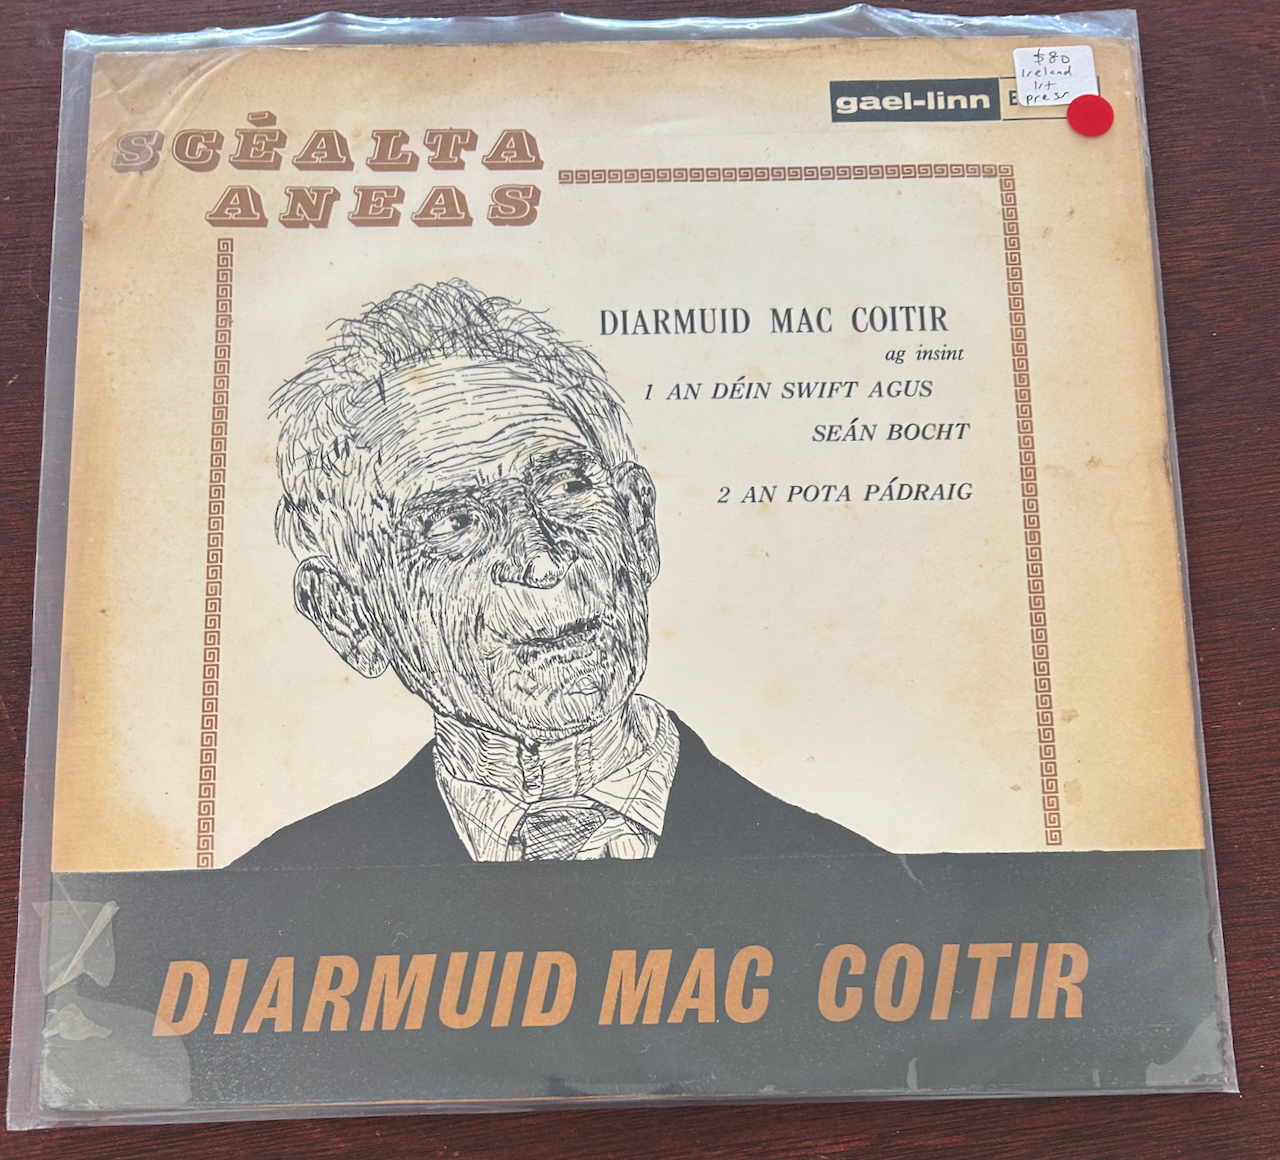 $80
Ireland
1st
press
gael-linn
SCÉALTA
ANEAS
DIARMUID MAC COITIR
ag insint
1 AN DÉIN SWIFT AGUS
SEÁN BOCHT
2 AN POTA PÁDRAIG
DIARMUID MAC COITIR